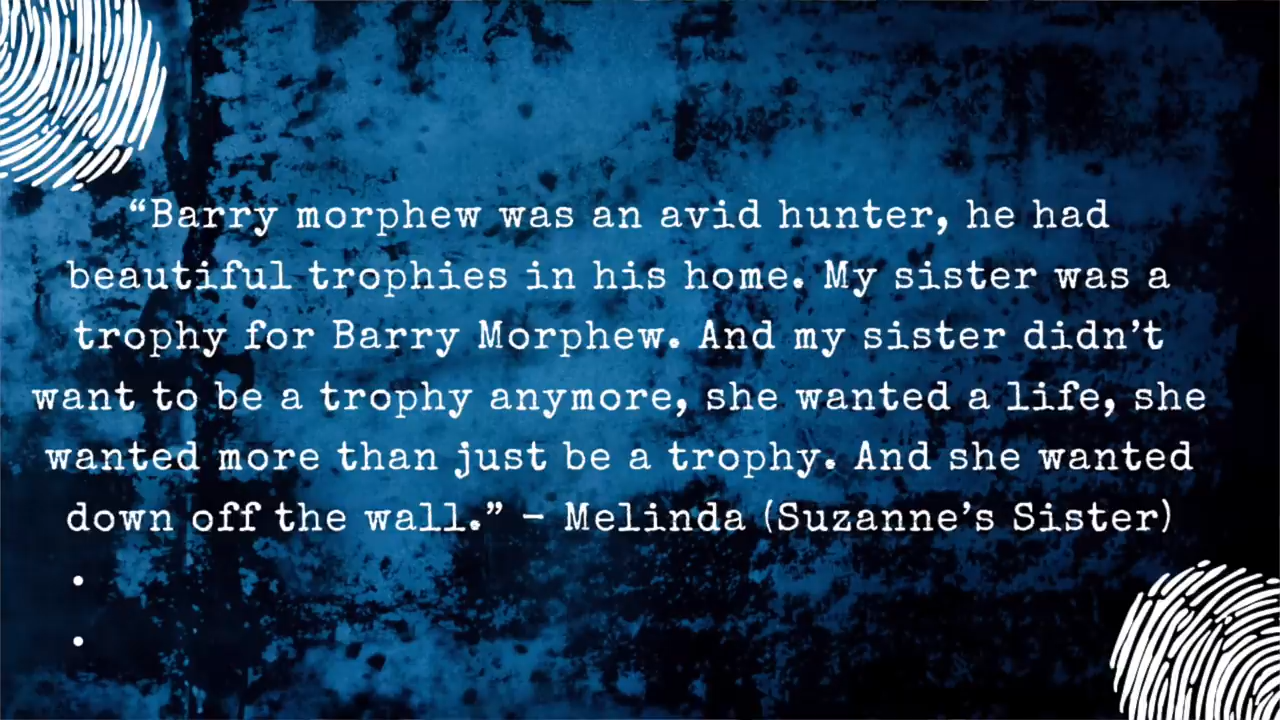 “Barry morphew was an avid hunter, he had
beautiful trophies in his home. My sister was a
trophy for Barry Morphew. And my sister didn’t
want to be a trophy anymore, she wanted a life, she
wanted more than just be a trophy. And she wanted
down off the wall.” – Melinda (Suzanne’s Sister)
•
•